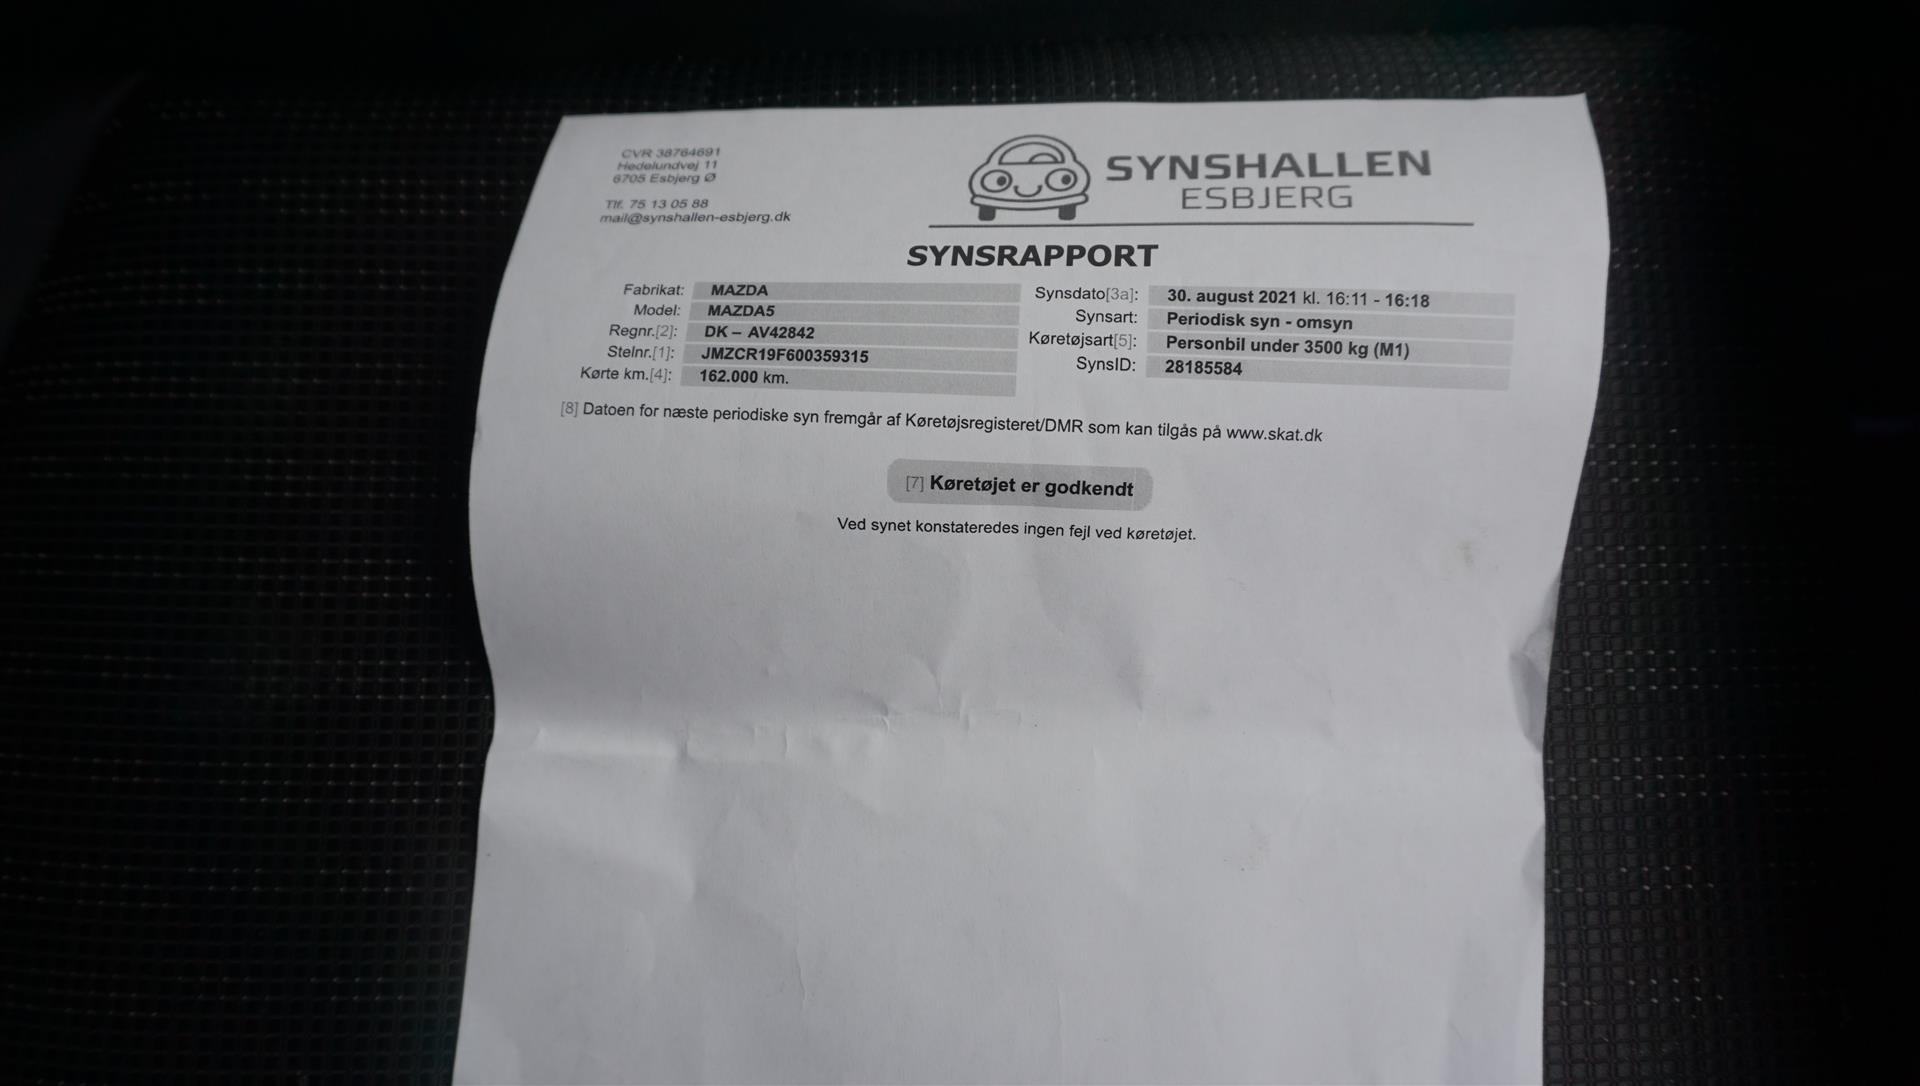 CVR 38764691
Hedelundvej 11
6705 Esbjerg Ø
Tlf. 75 13 05 88
mail@synshallen-esbjerg.dk
SYNSHALLEN
ESBJERG
SYNSRAPPORT
Fabrikat: MAZDA
Model: MAZDA5
Regnr.[2]: DK – AV42842
Stelnr.[1]: JMZCR19F600359315
Kørte km.[4]: 162.000 km.
Synsdato[3a]: 30. august 2021 kl. 16:11 - 16:18
Synsart: Periodisk syn - omsyn
Køretøjsart[5]: Personbil under 3500 kg (M1)
SynsID: 28185584
[8] Datoen for næste periodiske syn fremgår af Køretøjsregisteret/DMR som kan tilgås på www.skat.dk
[7] Køretøjet er godkendt
Ved synet konstateredes ingen fejl ved køretøjet.